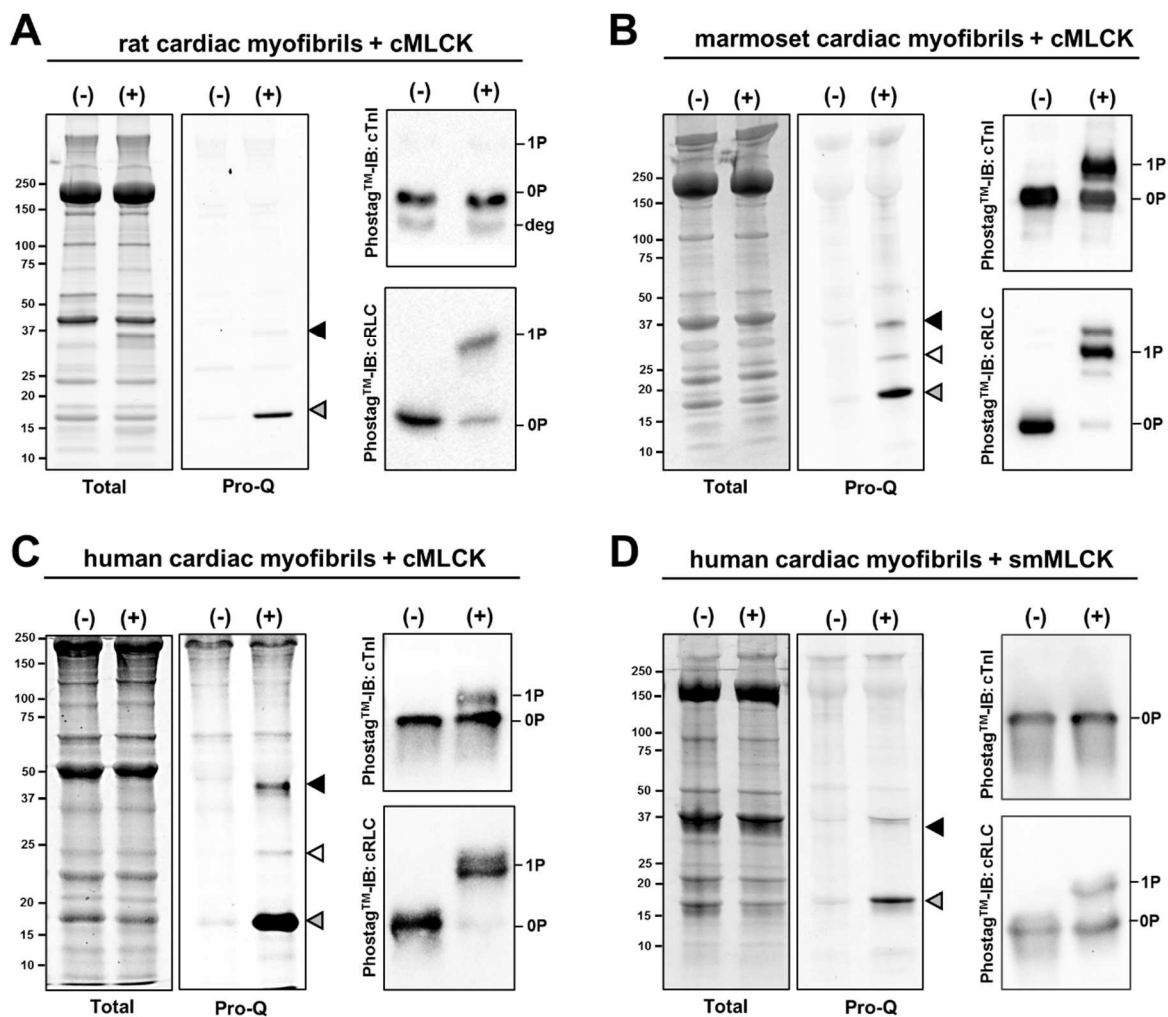 A
rat cardiac myofibrils + cMLCK
(-) (+) (-) (+) (-) (+)
250
150
100
75
50
37
25
20
15
10
Total
Pro-Q
Phostag™-IB: cTnI
1P
0P
deg
Phostag™-IB: cRLC
1P
0P
B
marmoset cardiac myofibrils + cMLCK
(-) (+) (-) (+) (-) (+)
250
150
100
75
50
37
25
20
15
10
Total
Pro-Q
Phostag™-IB: cTnI
1P
0P
Phostag™-IB: cRLC
1P
0P
C
human cardiac myofibrils + cMLCK
(-) (+) (-) (+) (-) (+)
250
150
100
75
50
37
25
20
15
10
Total
Pro-Q
Phostag™-IB: cTnI
1P
0P
Phostag™-IB: cRLC
1P
0P
D
human cardiac myofibrils + smMLCK
(-) (+) (-) (+) (-) (+)
250
150
100
75
50
37
25
20
15
10
Total
Pro-Q
Phostag™-IB: cTnI
0P
Phostag™-IB: cRLC
1P
0P